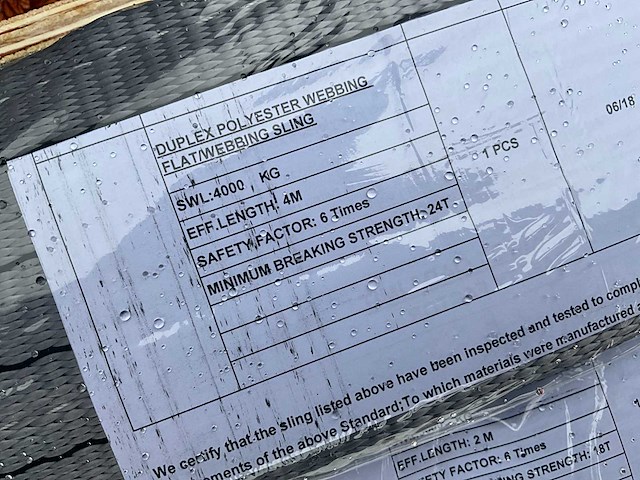 DUPLEX POLYESTER WEBBING
FLAT/WEBBING SLING
SWL:4000 KG
EFF.LENGTH: 4M
SAFETY FACTOR: 6 Times
MINIMUM BREAKING STRENGTH: 24T
1 PCS
06/18
We certify that the sling listed above have been inspected and tested to
of the above Standard;To which materials were manufactured
EFF.LENGTH: 2 M
SAFETY FACTOR: 6 Times
STRENGTH: 18T